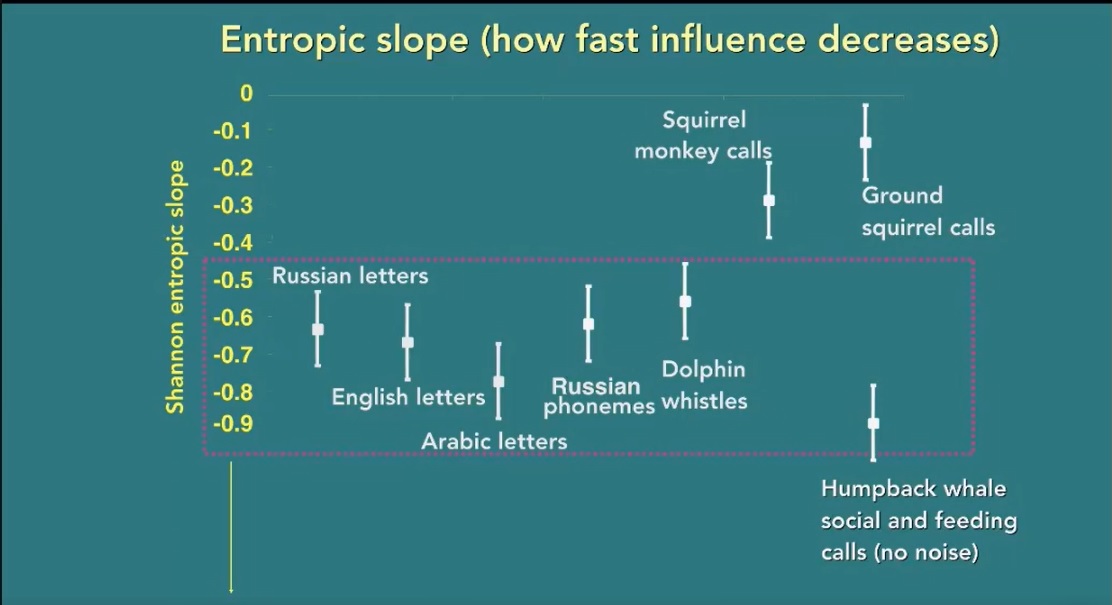 Entropic slope (how fast influence decreases)
Shannon entropic slope
0
-0.1
-0.2
-0.3
-0.4
-0.5
-0.6
-0.7
-0.8
-0.9
Squirrel
monkey calls
Ground
squirrel calls
Russian letters
English letters
Arabic letters
Russian
phonemes
Dolphin
whistles
Humpback whale
social and feeding
calls (no noise)